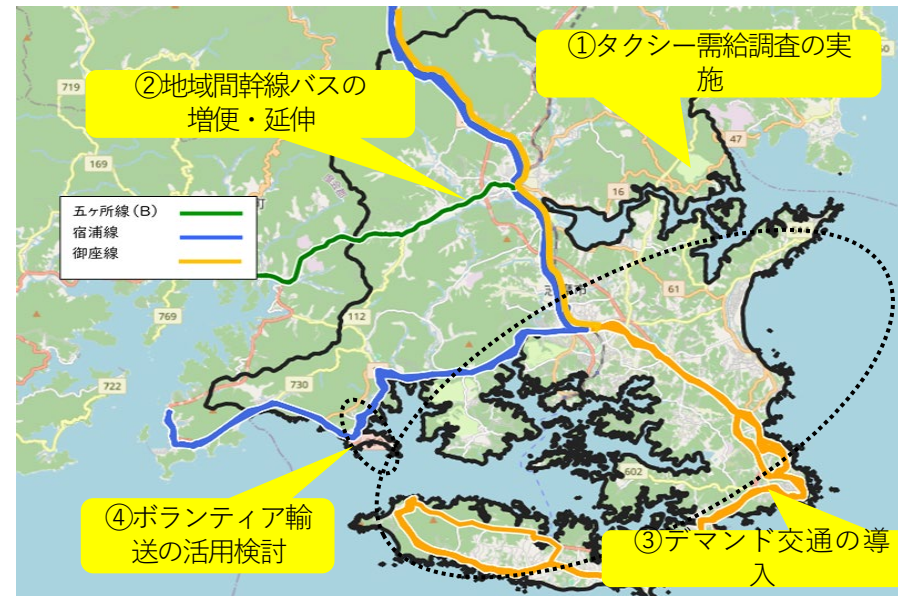 ①タクシー需給調査の実
施
②地域間幹線バスの
増便・延伸
719
47
169
16
町
五ヶ所線(B)
宿浦線
御座線
61
769
112
722
730
602
④ボランティア輸
送の活用検討
③デマンド交通の導
入